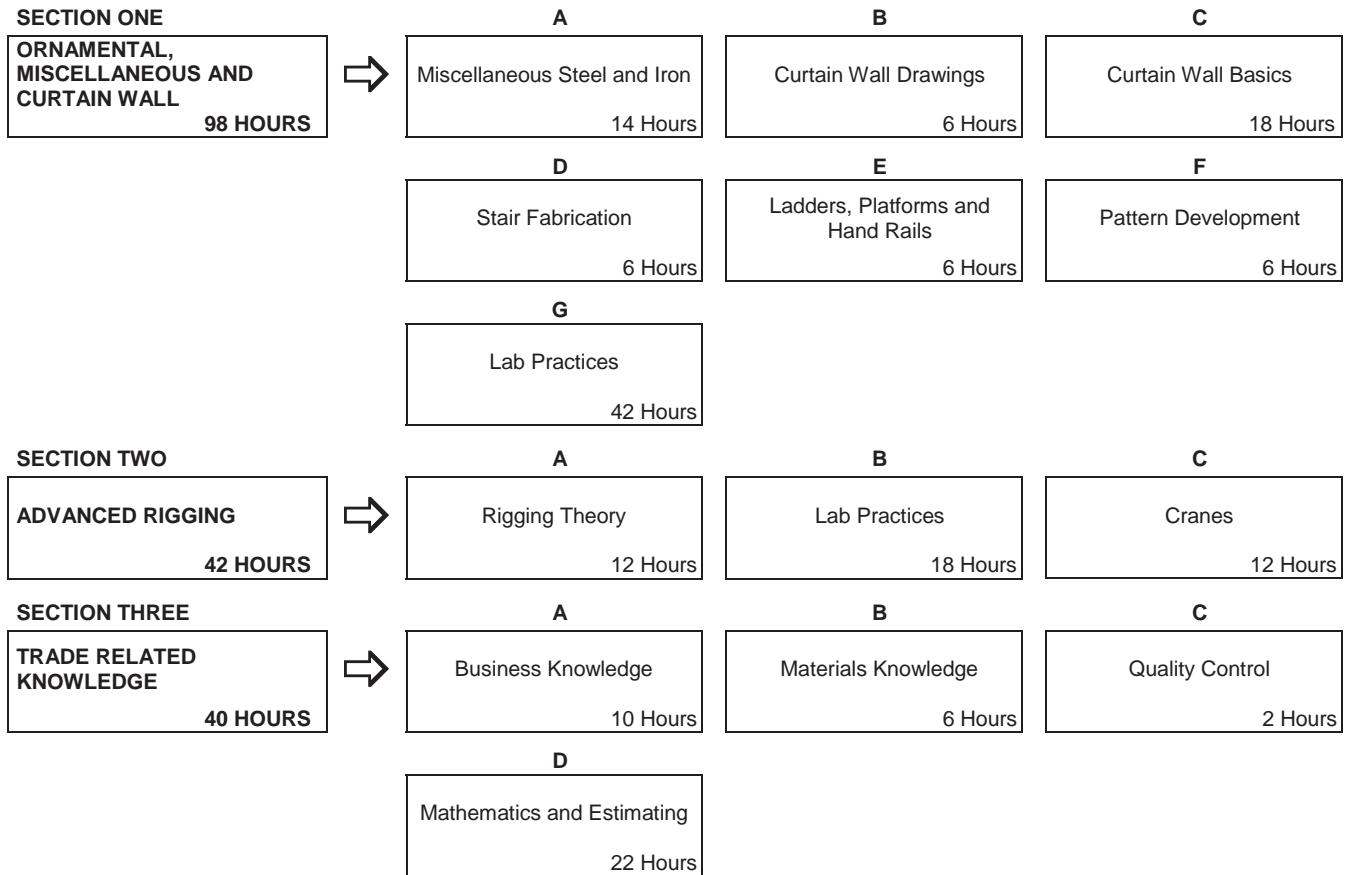 SECTION ONE
A
B
C
ORNAMENTAL,
MISCELLANEOUS AND
CURTAIN WALL
98 HOURS
Miscellaneous Steel and Iron
14 Hours
Curtain Wall Drawings
6 Hours
Curtain Wall Basics
18 Hours
D
E
F
Stair Fabrication
6 Hours
Ladders, Platforms and
Hand Rails
6 Hours
Pattern Development
6 Hours
G
Lab Practices
42 Hours
SECTION TWO
A
B
C
ADVANCED RIGGING
42 HOURS
Rigging Theory
12 Hours
Lab Practices
18 Hours
Cranes
12 Hours
SECTION THREE
A
B
C
TRADE RELATED
KNOWLEDGE
40 HOURS
Business Knowledge
10 Hours
Materials Knowledge
6 Hours
Quality Control
2 Hours
D
Mathematics and Estimating
22 Hours